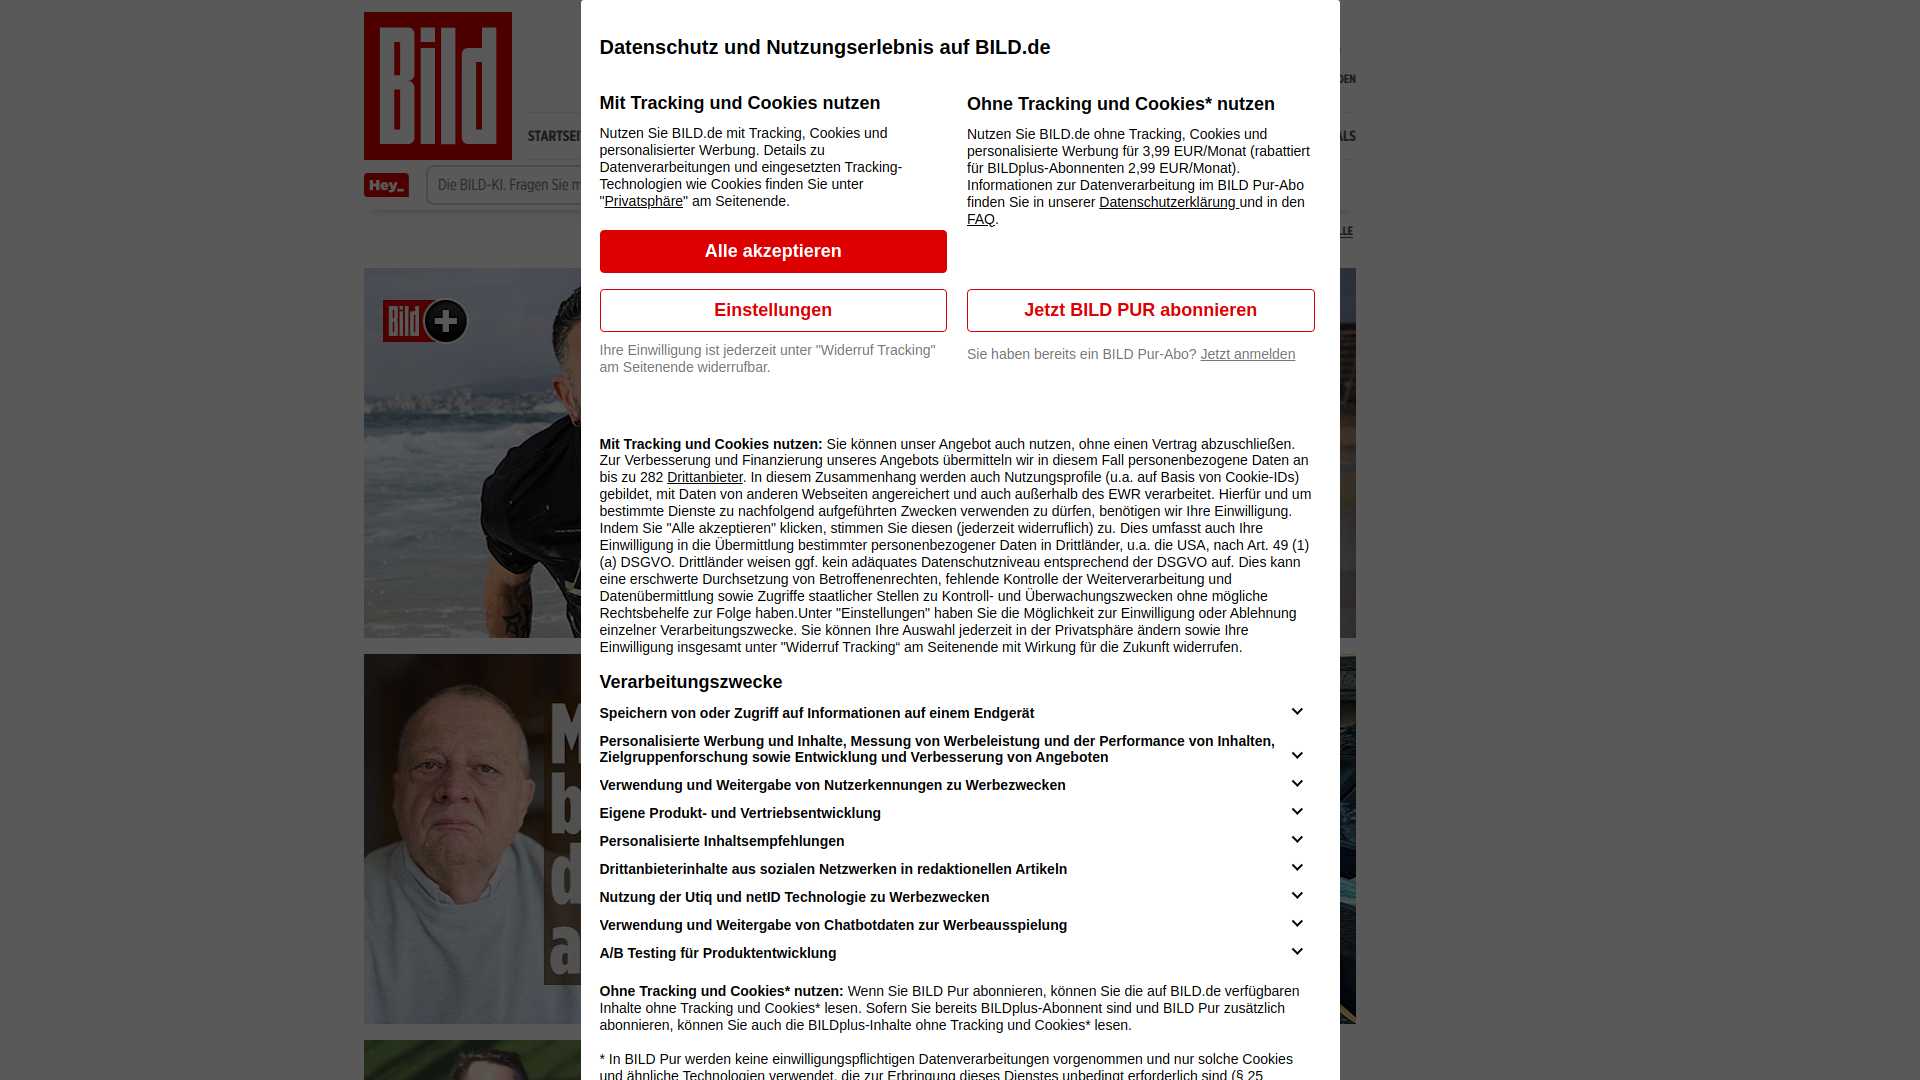 Bild
STARTSEI
Hey_
Die BILD-KI. Fragen Sie m
Bild
M
b
d
a
Datenschutz und Nutzungserlebnis auf BILD.de
Mit Tracking und Cookies nutzen
Nutzen Sie BILD.de mit Tracking, Cookies und
personalisierter Werbung. Details zu
Datenverarbeitungen und eingesetzten Tracking-
Technologien wie Cookies finden Sie unter
"Privatsphäre" am Seitenende.
Alle akzeptieren
Einstellungen
Ihre Einwilligung ist jederzeit unter "Widerruf Tracking"
am Seitenende widerrufbar.
Ohne Tracking und Cookies* nutzen
Nutzen Sie BILD.de ohne Tracking, Cookies und
personalisierte Werbung für 3,99 EUR/Monat (rabattiert
für BILDplus-Abonnenten 2,99 EUR/Monat).
Informationen zur Datenverarbeitung im BILD Pur-Abo
finden Sie in unserer Datenschutzerklärung und in den
FAQ.
Jetzt BILD PUR abonnieren
Sie haben bereits ein BILD Pur-Abo? Jetzt anmelden
Mit Tracking und Cookies nutzen: Sie können unser Angebot auch nutzen, ohne einen Vertrag abzuschließen.
Zur Verbesserung und Finanzierung unseres Angebots übermitteln wir in diesem Fall personenbezogene Daten an
bis zu 282 Drittanbieter. In diesem Zusammenhang werden auch Nutzungsprofile (u.a. auf Basis von Cookie-IDs)
gebildet, mit Daten von anderen Webseiten angereichert und auch außerhalb des EWR verarbeitet. Hierfür und um
bestimmte Dienste zu nachfolgend aufgeführten Zwecken verwenden zu dürfen, benötigen wir Ihre Einwilligung.
Indem Sie "Alle akzeptieren" klicken, stimmen Sie diesen (jederzeit widerruflich) zu. Dies umfasst auch Ihre
Einwilligung in die Übermittlung bestimmter personenbezogener Daten in Drittländer, u.a. die USA, nach Art. 49 (1)
(a) DSGVO. Drittländer weisen ggf. kein adäquates Datenschutzniveau entsprechend der DSGVO auf. Dies kann
eine erschwerte Durchsetzung von Betroffenenrechten, fehlende Kontrolle der Weiterverarbeitung und
Datenübermittlung sowie Zugriffe staatlicher Stellen zu Kontroll- und Überwachungszwecken ohne mögliche
Rechtsbehelfe zur Folge haben.Unter "Einstellungen" haben Sie die Möglichkeit zur Einwilligung oder Ablehnung
einzelner Verarbeitungszwecke. Sie können Ihre Auswahl jederzeit in der Privatsphäre ändern sowie Ihre
Einwilligung insgesamt unter "Widerruf Tracking“ am Seitenende mit Wirkung für die Zukunft widerrufen.
Verarbeitungszwecke
Speichern von oder Zugriff auf Informationen auf einem Endgerät
Personalisierte Werbung und Inhalte, Messung von Werbeleistung und der Performance von Inhalten,
Zielgruppenforschung sowie Entwicklung und Verbesserung von Angeboten
Verwendung und Weitergabe von Nutzerkennungen zu Werbezwecken
Eigene Produkt- und Vertriebsentwicklung
Personalisierte Inhaltsempfehlungen
Drittanbieterinhalte aus sozialen Netzwerken in redaktionellen Artikeln
Nutzung der Utiq und netID Technologie zu Werbezwecken
Verwendung und Weitergabe von Chatbotdaten zur Werbeausspielung
A/B Testing für Produktentwicklung
Ohne Tracking und Cookies* nutzen: Wenn Sie BILD Pur abonnieren, können Sie die auf BILD.de verfügbaren
Inhalte ohne Tracking und Cookies* lesen. Sofern Sie bereits BILDplus-Abonnent sind und BILD Pur zusätzlich
abonnieren, können Sie auch die BILDplus-Inhalte ohne Tracking und Cookies* lesen.
* In BILD Pur werden keine einwilligungspflichtigen Datenverarbeitungen vorgenommen und nur solche Cookies
und ähnliche Technologien verwendet, die zur Erbringung dieses Dienstes unbedingt erforderlich sind (§ 25
DEN
ALS
LLE